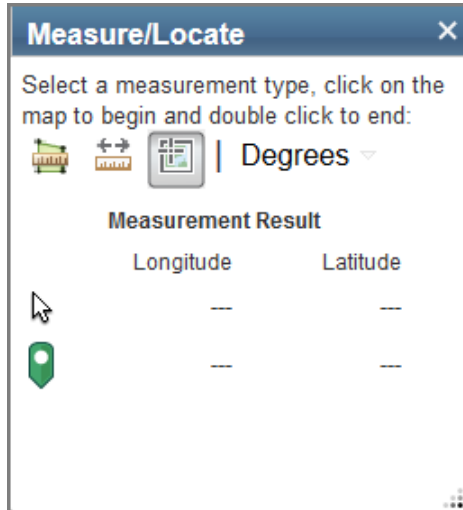 Measure/Locate
Select a measurement type, click on the
map to begin and double click to end:
Degrees
Measurement Result
Longitude Latitude
--- ---
--- ---